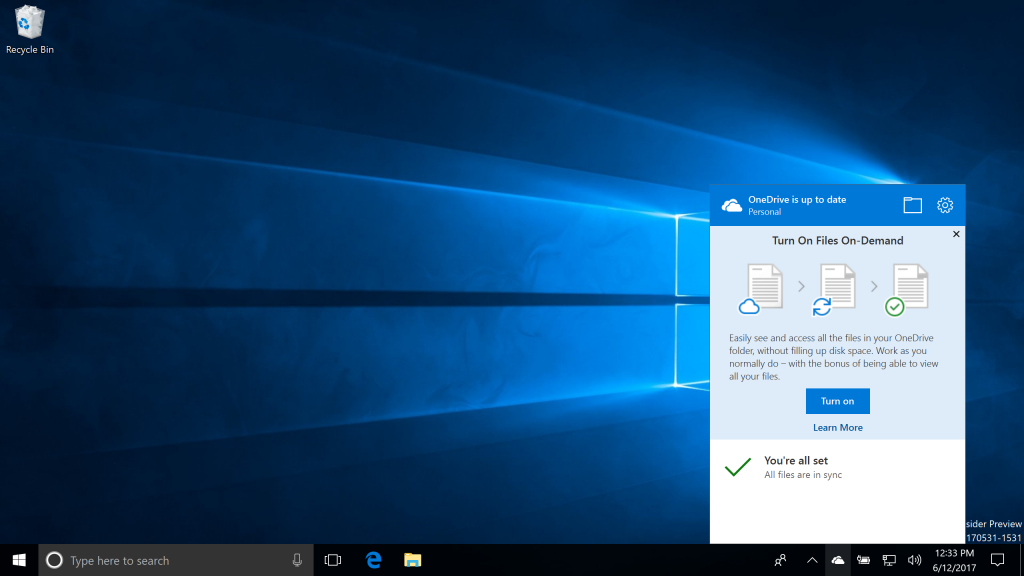 Recycle Bin
OneDrive is up to date
Personal
Turn On Files On-Demand
Easily see and access all the files in your OneDrive
folder, without filling up disk space. Work as you
normally do – with the bonus of being able to view
all your files.
Turn on
Learn More
You're all set
All files are in sync
sider Preview
170531-1531
Type here to search
12:33 PM
6/12/2017